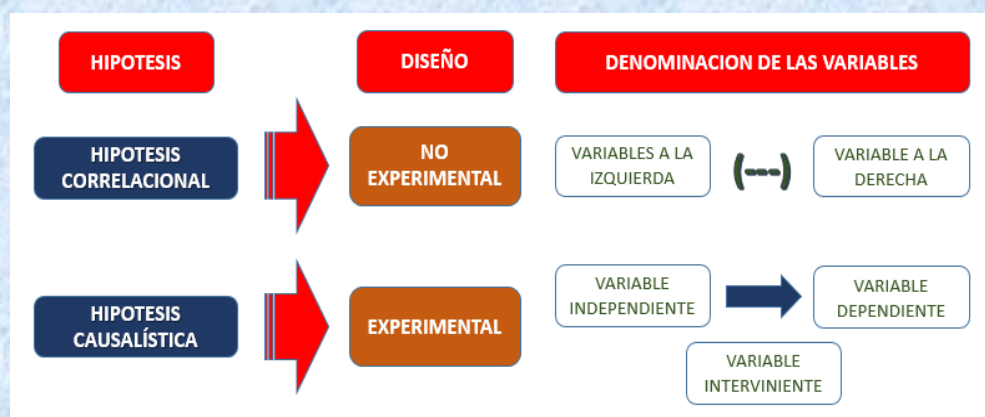 HIPOTESIS
DISEÑO
DENOMINACION DE LAS VARIABLES
HIPOTESIS
CORRELACIONAL
NO
EXPERIMENTAL
VARIABLES A LA
IZQUIERDA
(---)
VARIABLE A LA
DERECHA
HIPOTESIS
CAUSALÍSTICA
EXPERIMENTAL
VARIABLE
INDEPENDIENTE
VARIABLE
DEPENDIENTE
VARIABLE
INTERVINIENTE